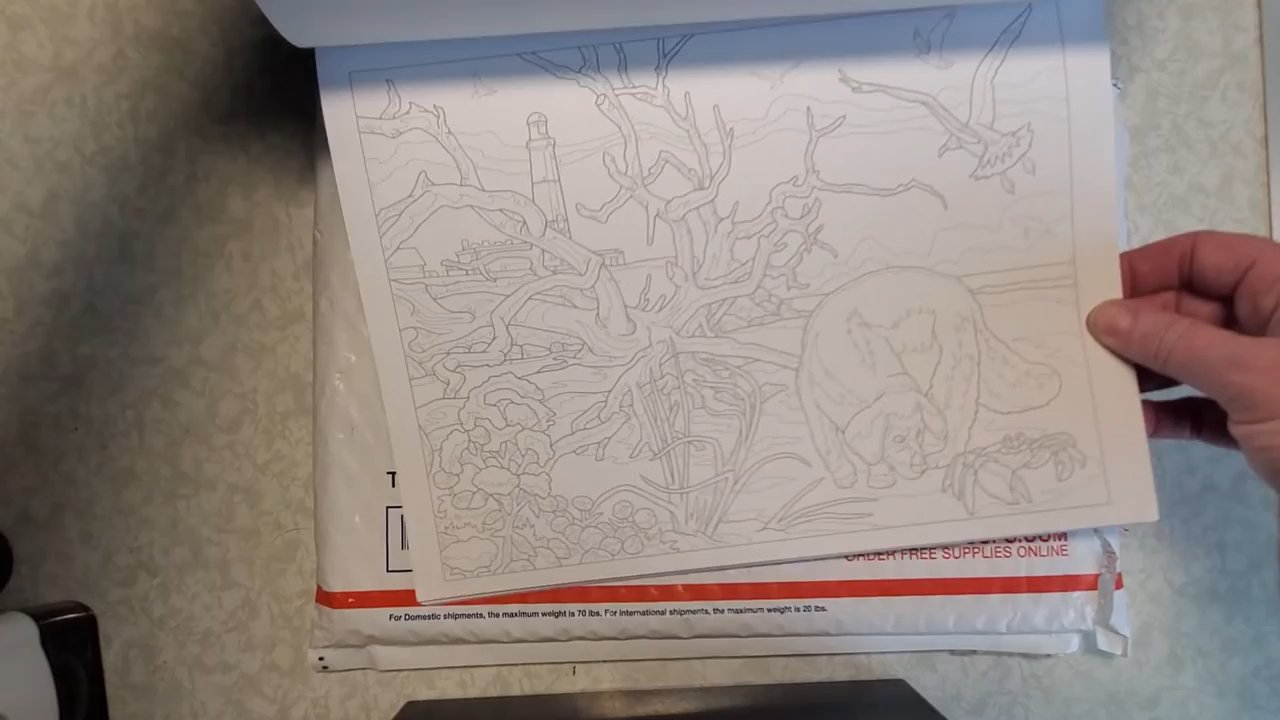 T
ORDER FREE SUPPLIES ONLINE
For Domestic shipments, the maximum weight is 70 lbs. For International shipments, the maximum weight is 20 lbs.